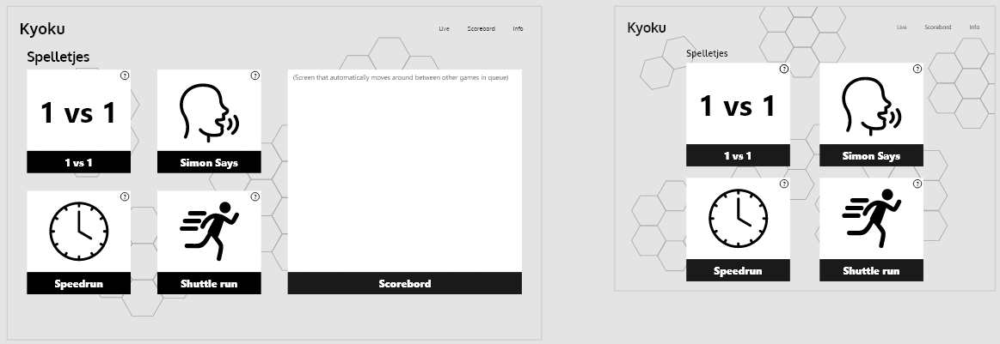 Kyoku
Live Scorebord Info
Spelletjes
?
?
(Screen that automatically moves around between other games in queue)
1 vs 1
1 vs 1
Simon Says
?
?
Speedrun
Shuttle run
Scorebord
Kyoku
Live Scorebord Info
Spelletjes
?
?
1 vs 1
1 vs 1
Simon Says
?
?
Speedrun
Shuttle run